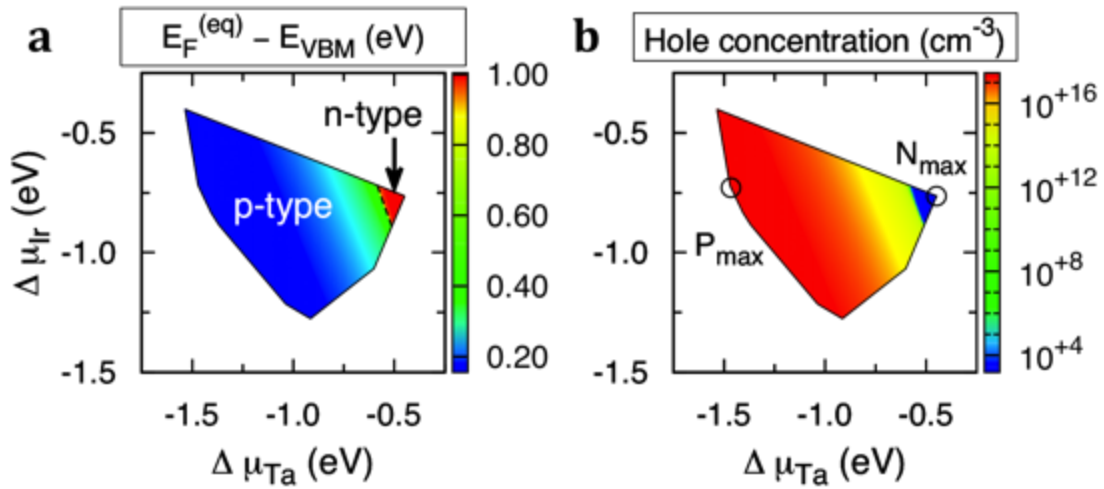 a
E_F^(eq) – E_VBM (eV)
-0.5
-1.0
-1.5
Δ μ_Ir (eV)
n-type
p-type
1.00
0.80
0.60
0.40
0.20
-1.5 -1.0 -0.5
Δ μ_Ta (eV)
b
Hole concentration (cm^-3)
-0.5
-1.0
-1.5
N_max
P_max
10^+16
10^+12
10^+8
10^+4
-1.5 -1.0 -0.5
Δ μ_Ta (eV)